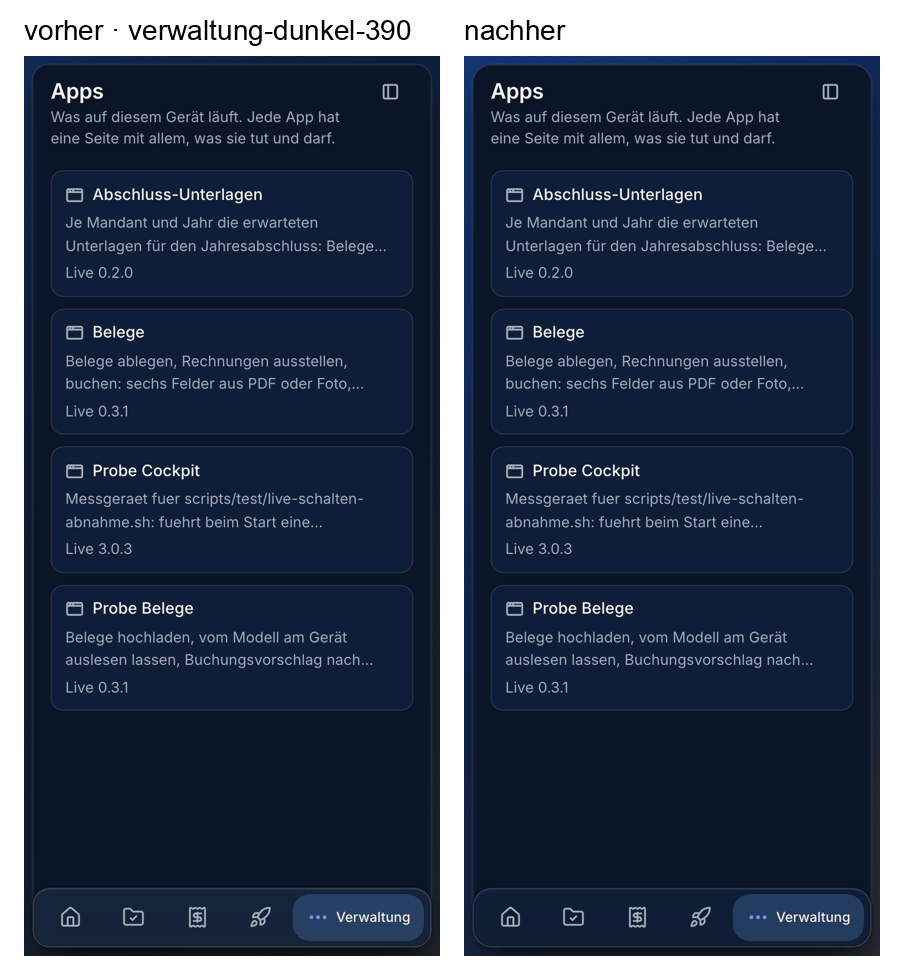 vorher · verwaltung-dunkel-390
Apps
Was auf diesem Gerät läuft. Jede App hat
eine Seite mit allem, was sie tut und darf.
Abschluss-Unterlagen
Je Mandant und Jahr die erwarteten
Unterlagen für den Jahresabschluss: Belege...
Live 0.2.0
Belege
Belege ablegen, Rechnungen ausstellen,
buchen: sechs Felder aus PDF oder Foto,...
Live 0.3.1
Probe Cockpit
Messgeraet fuer scripts/test/live-schalten-
abnahme.sh: fuehrt beim Start eine...
Live 3.0.3
Probe Belege
Belege hochladen, vom Modell am Gerät
auslesen lassen, Buchungsvorschlag nach...
Live 0.3.1
Verwaltung
nachher
Apps
Was auf diesem Gerät läuft. Jede App hat
eine Seite mit allem, was sie tut und darf.
Abschluss-Unterlagen
Je Mandant und Jahr die erwarteten
Unterlagen für den Jahresabschluss: Belege...
Live 0.2.0
Belege
Belege ablegen, Rechnungen ausstellen,
buchen: sechs Felder aus PDF oder Foto,...
Live 0.3.1
Probe Cockpit
Messgeraet fuer scripts/test/live-schalten-
abnahme.sh: fuehrt beim Start eine...
Live 3.0.3
Probe Belege
Belege hochladen, vom Modell am Gerät
auslesen lassen, Buchungsvorschlag nach...
Live 0.3.1
Verwaltung